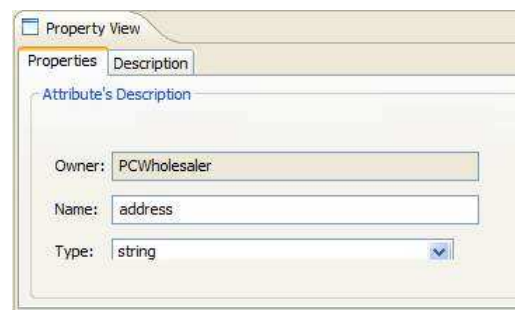 Property View
Properties Description
Attribute's Description
Owner: PCWholesaler
Name: address
Type: string